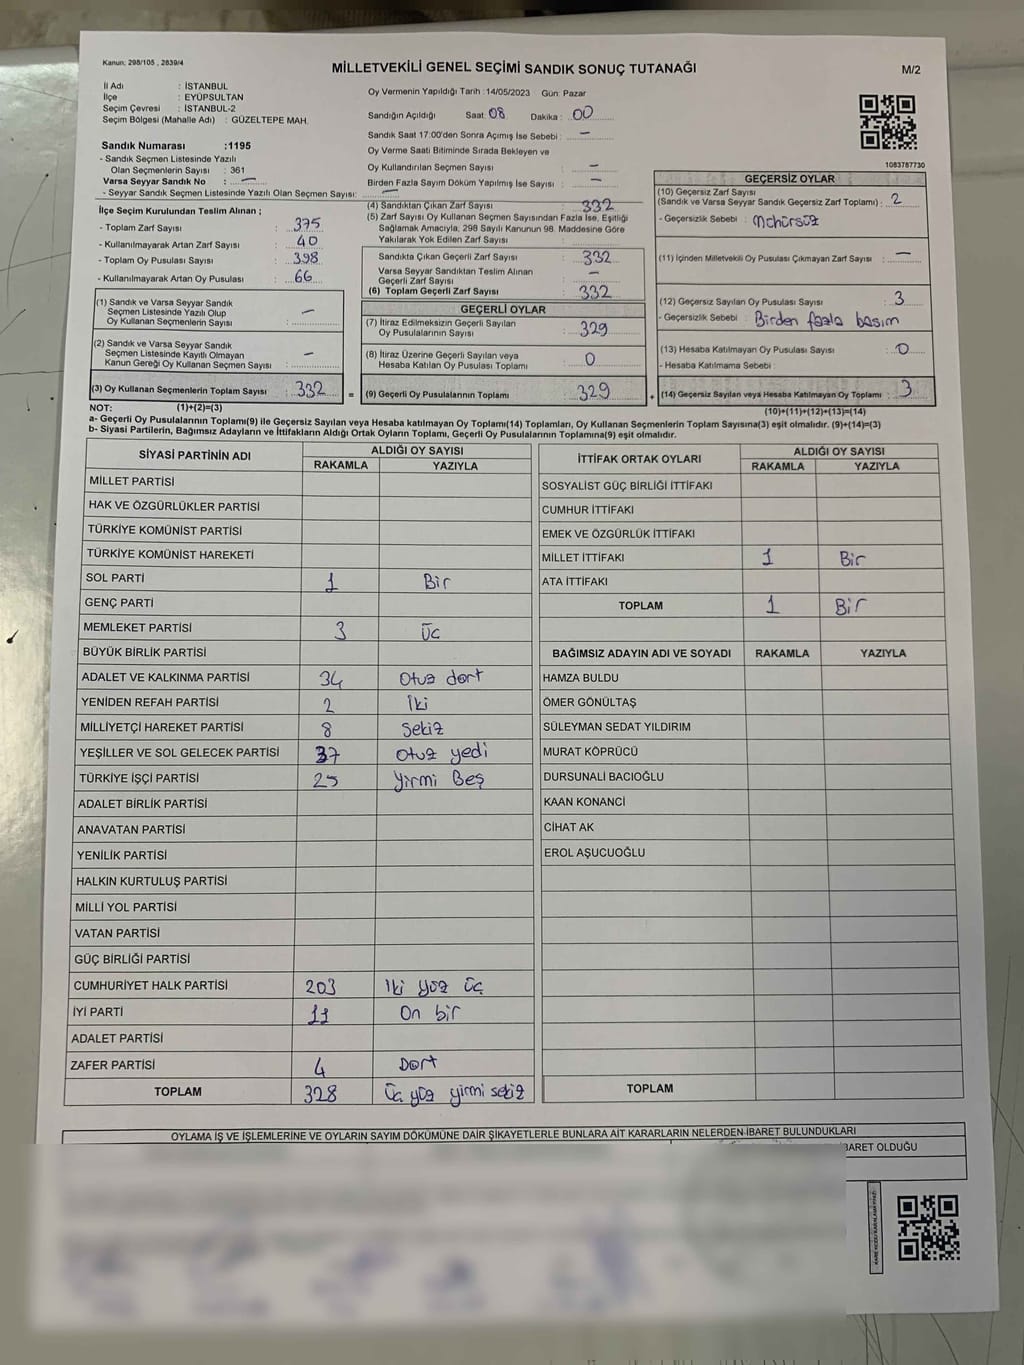 Kanun: 298/105 , 2839/4
MİLLETVEKİLİ GENEL SEÇİMİ SANDIK SONUÇ TUTANAĞI
M/2
İl Adı : İSTANBUL
İlçe : EYÜPSULTAN
Seçim Çevresi : İSTANBUL-2
Seçim Bölgesi (Mahalle Adı) : GÜZELTEPE MAH.
Oy Vermenin Yapıldığı Tarih :14/05/2023 Gün: Pazar
Sandığın Açıldığı Saat: 08 Dakika : 00
Sandık Saat 17:00'den Sonra Açımış İse Sebebi : —
Oy Verme Saati Bitiminde Sırada Bekleyen ve
Oy Kullandırılan Seçmen Sayısı : —
Birden Fazla Sayım Döküm Yapılmış İse Sayısı : —
1083787730
Sandık Numarası :1195
- Sandık Seçmen Listesinde Yazılı
Olan Seçmenlerin Sayısı : 361
Varsa Seyyar Sandık No : —
- Seyyar Sandık Seçmen Listesinde Yazılı Olan Seçmen Sayısı: —
İlçe Seçim Kurulundan Teslim Alınan ;
- Toplam Zarf Sayısı : 375
- Kullanılmayarak Artan Zarf Sayısı : 40
- Toplam Oy Pusulası Sayısı : 398
- Kullanılmayarak Artan Oy Pusulası : 66
(1) Sandık ve Varsa Seyyar Sandık
Seçmen Listesinde Yazılı Olup
Oy Kullanan Seçmenlerin Sayısı : —
(2) Sandık ve Varsa Seyyar Sandık
Seçmen Listesinde Kayıtlı Olmayan
Kanun Gereği Oy Kullanan Seçmen Sayısı : —
(3) Oy Kullanan Seçmenlerin Toplam Sayısı : 332
(4) Sandıktan Çıkan Zarf Sayısı : 332
(5) Zarf Sayısı Oy Kullanan Seçmen Sayısından Fazla İse, Eşitliği
Sağlamak Amacıyla, 298 Sayılı Kanunun 98. Maddesine Göre
Yakılarak Yok Edilen Zarf Sayısı :
Sandıkta Çıkan Geçerli Zarf Sayısı : 332
Varsa Seyyar Sandıktan Teslim Alınan
Geçerli Zarf Sayısı : —
(6) Toplam Geçerli Zarf Sayısı : 332
GEÇERLİ OYLAR
(7) İtiraz Edilmeksizin Geçerli Sayılan
Oy Pusulalarının Sayısı : 329
(8) İtiraz Üzerine Geçerli Sayılan veya
Hesaba Katılan Oy Pusulası Toplamı : 0
= (9) Geçerli Oy Pusulalarının Toplamı : 329
GEÇERSİZ OYLAR
(10) Geçersiz Zarf Sayısı
(Sandık ve Varsa Seyyar Sandık Geçersiz Zarf Toplamı) : 2
- Geçersizlik Sebebi : Mühürsüz
(11) İçinden Milletvekili Oy Pusulası Çıkmayan Zarf Sayısı : —
(12) Geçersiz Sayılan Oy Pusulası Sayısı : 3
- Geçersizlik Sebebi : Birden fazla basım
(13) Hesaba Katılmayan Oy Pusulası Sayısı : 0
- Hesaba Katılmama Sebebi :
+ (14) Geçersiz Sayılan veya Hesaba Katılmayan Oy Toplamı : 3
NOT: (1)+(2)=(3)
(10)+(11)+(12)+(13)=(14)
a- Geçerli Oy Pusulalarının Toplamı(9) ile Geçersiz Sayılan veya Hesaba katılmayan Oy Toplamı(14) Toplamları, Oy Kullanan Seçmenlerin Toplam Sayısına(3) eşit olmalıdır. (9)+(14)=(3)
b- Siyasi Partilerin, Bağımsız Adayların ve İttifakların Aldığı Ortak Oyların Toplamı, Geçerli Oy Pusulalarının Toplamına(9) eşit olmalıdır.
SİYASİ PARTİNİN ADI ALDIĞI OY SAYISI
RAKAMLA YAZIYLA
MİLLET PARTİSİ
HAK VE ÖZGÜRLÜKLER PARTİSİ
TÜRKİYE KOMÜNİST PARTİSİ
TÜRKİYE KOMÜNİST HAREKETİ
SOL PARTİ 1 Bir
GENÇ PARTİ
MEMLEKET PARTİSİ 3 Üc
BÜYÜK BİRLİK PARTİSİ
ADALET VE KALKINMA PARTİSİ 34 Otuz dört
YENİDEN REFAH PARTİSİ 2 İki
MİLLİYETÇİ HAREKET PARTİSİ 8 Sekiz
YEŞİLLER VE SOL GELECEK PARTİSİ 37 Otuz yedi
TÜRKİYE İŞÇİ PARTİSİ 25 Yirmi Beş
ADALET BİRLİK PARTİSİ
ANAVATAN PARTİSİ
YENİLİK PARTİSİ
HALKIN KURTULUŞ PARTİSİ
MİLLİ YOL PARTİSİ
VATAN PARTİSİ
GÜÇ BİRLİĞİ PARTİSİ
CUMHURİYET HALK PARTİSİ 203 İki yüz üç
İYİ PARTİ 11 On bir
ADALET PARTİSİ
ZAFER PARTİSİ 4 Dört
TOPLAM 328 Üç yüz yirmi sekiz
İTTİFAK ORTAK OYLARI ALDIĞI OY SAYISI
RAKAMLA YAZIYLA
SOSYALİST GÜÇ BİRLİĞİ İTTİFAKI
CUMHUR İTTİFAKI
EMEK VE ÖZGÜRLÜK İTTİFAKI
MİLLET İTTİFAKI 1 Bir
ATA İTTİFAKI
TOPLAM 1 Bir
BAĞIMSIZ ADAYIN ADI VE SOYADI RAKAMLA YAZIYLA
HAMZA BULDU
ÖMER GÖNÜLTAŞ
SÜLEYMAN SEDAT YILDIRIM
MURAT KÖPRÜCÜ
DURSUNALİ BACIOĞLU
KAAN KONANCİ
CİHAT AK
EROL AŞUCUOĞLU
TOPLAM
OYLAMA İŞ VE İŞLEMLERİNE VE OYLARIN SAYIM DÖKÜMÜNE DAİR ŞİKAYETLERLE BUNLARA AİT KARARLARIN NELERDEN İBARET BULUNDUKLARI
BARET OLDUĞU